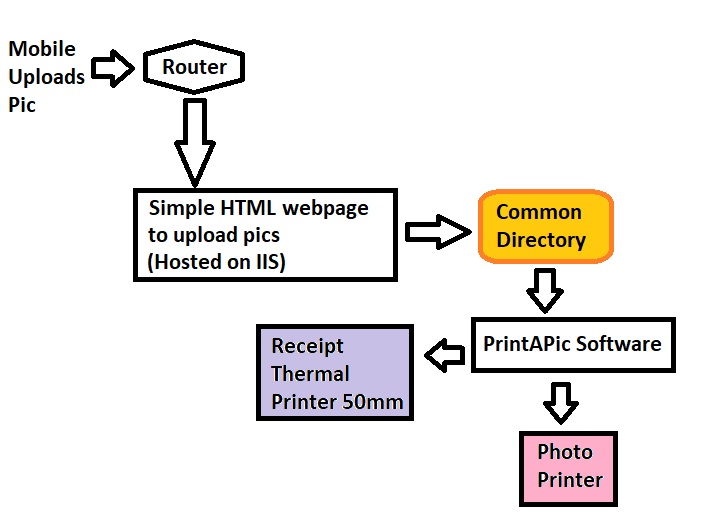 Mobile
Uploads
Pic
Router
Simple HTML webpage
to upload pics
(Hosted on IIS)
Common
Directory
PrintAPic Software
Receipt
Thermal
Printer 50mm
Photo
Printer